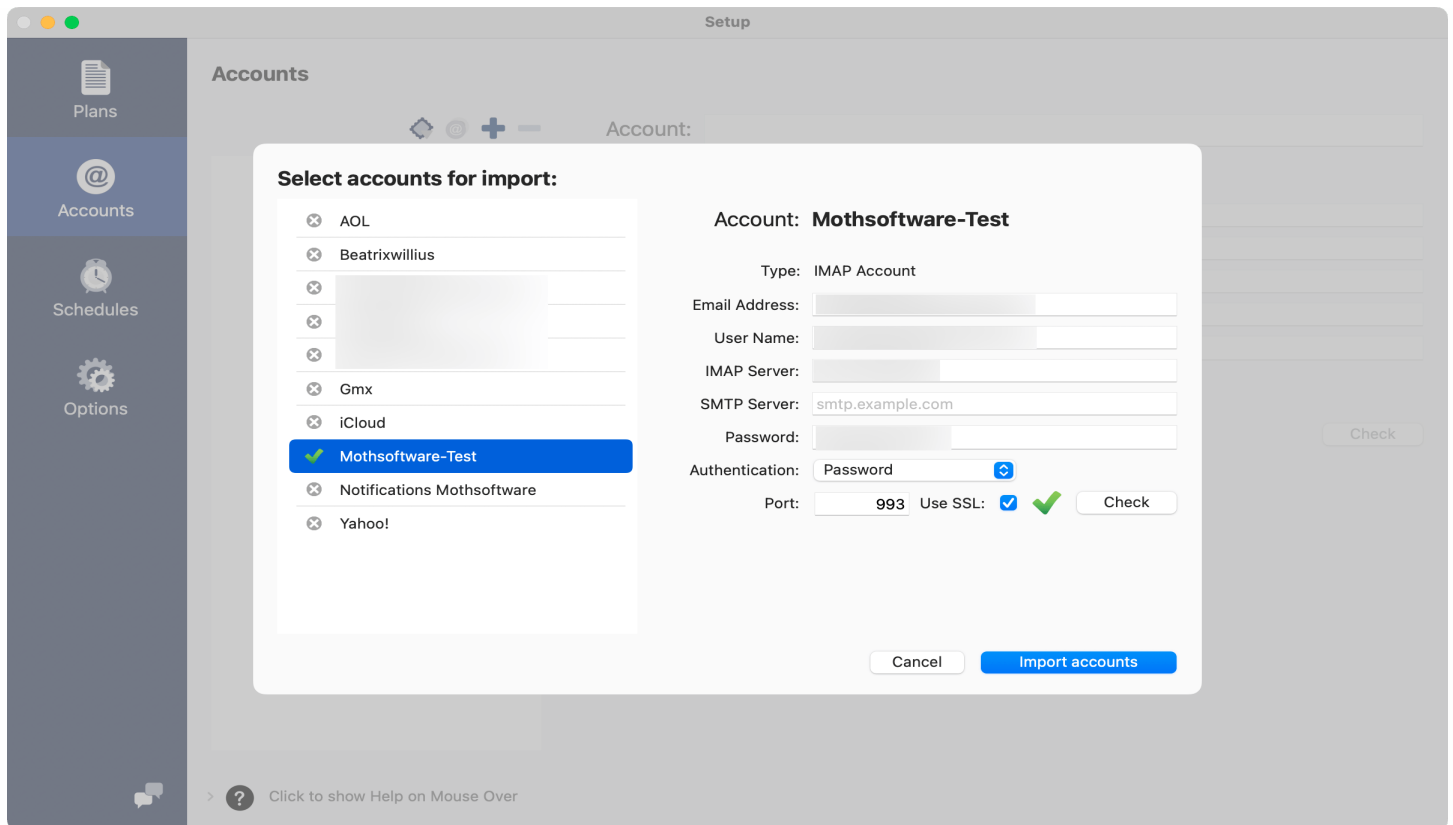 Setup
Plans
Accounts
Schedules
Options
Accounts
Account:
Check
Select accounts for import:
AOL
Beatrixwillius
Gmx
iCloud
Mothsoftware-Test
Notifications Mothsoftware
Yahoo!
Account: Mothsoftware-Test
Type: IMAP Account
Email Address:
User Name:
IMAP Server:
SMTP Server: smtp.example.com
Password:
Authentication: Password
Port: 993 Use SSL: Check
Cancel Import accounts
? Click to show Help on Mouse Over